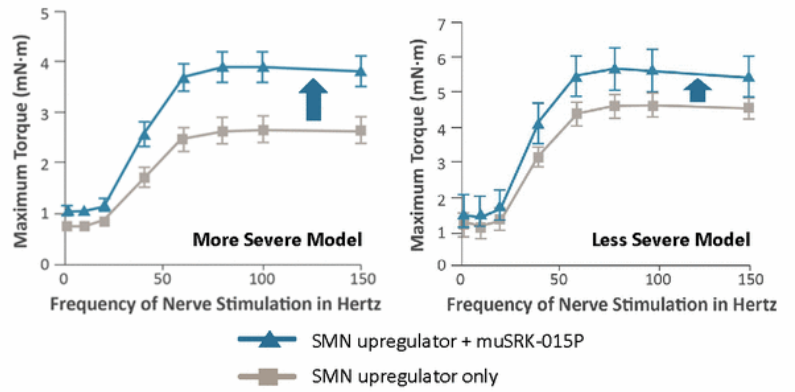 Maximum Torque (mN·m)
5
4
3
2
1
0
0
50
100
150
More Severe Model
Frequency of Nerve Stimulation in Hertz
Maximum Torque (mN·m)
7
6
5
4
3
2
1
0
0
50
100
150
Less Severe Model
Frequency of Nerve Stimulation in Hertz
SMN upregulator + muSRK-015P
SMN upregulator only